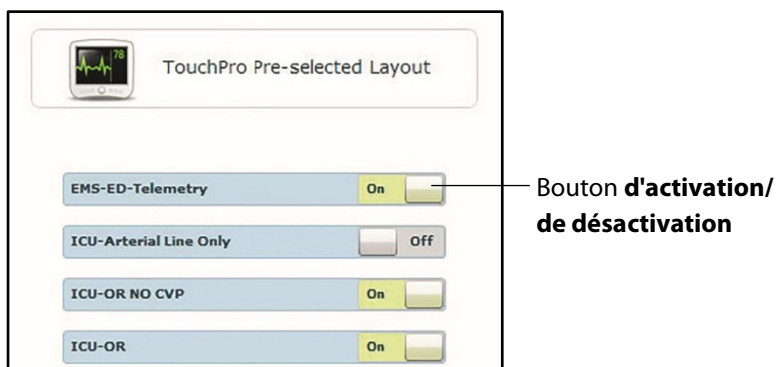 78
TouchPro Pre-selected Layout
EMS-ED-Telemetry On
Bouton d'activation/
de désactivation
ICU-Arterial Line Only Off
ICU-OR NO CVP On
ICU-OR On